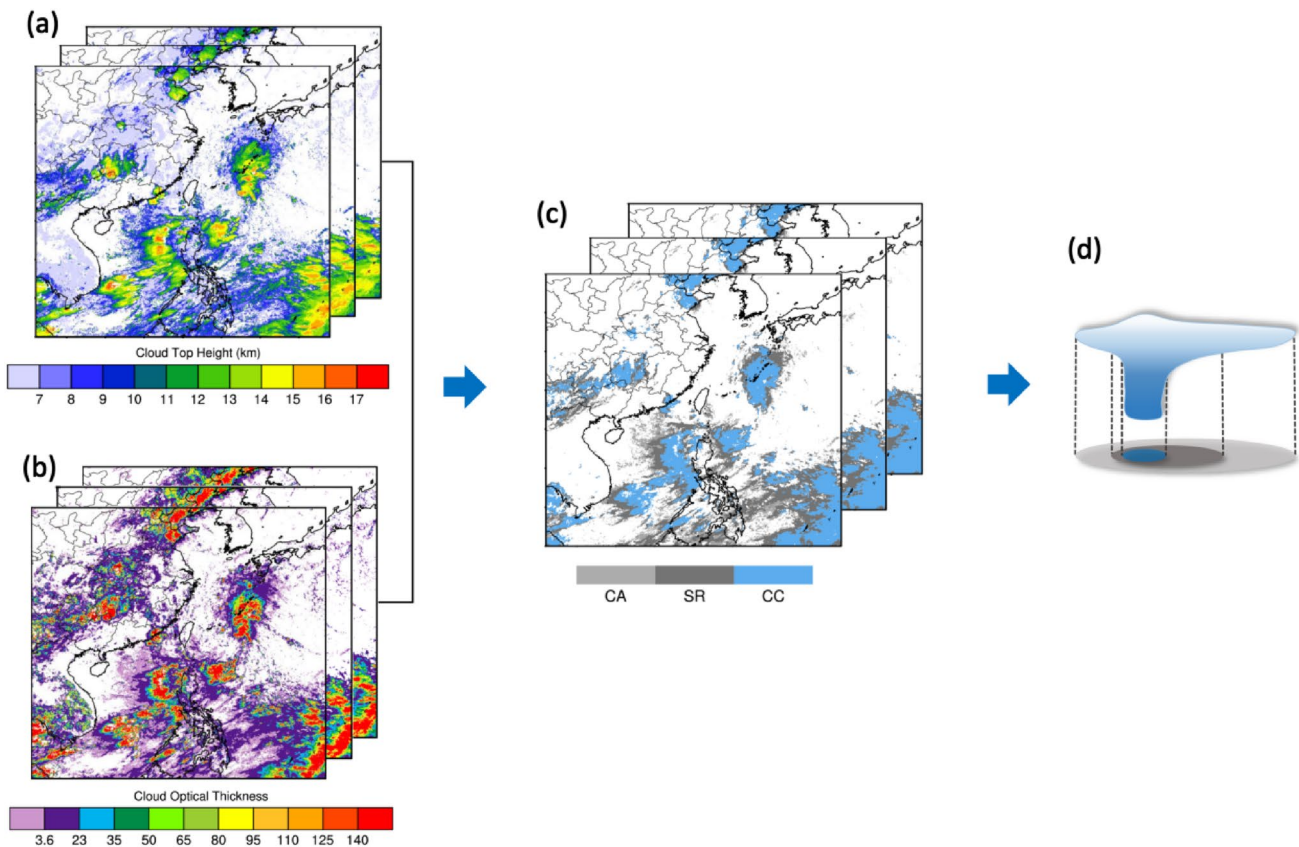 (a)
Cloud Top Height (km)
7 8 9 10 11 12 13 14 15 16 17
(b)
Cloud Optical Thickness
3.6 23 35 50 65 80 95 110 125 140
(c)
CA SR CC
(d)